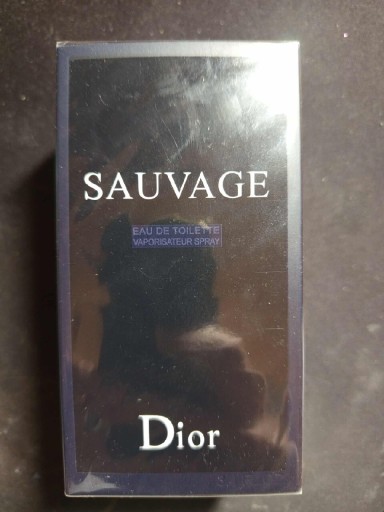 SAUVAGE
EAU DE TOILETTE
VAPORISATEUR SPRAY
Dior